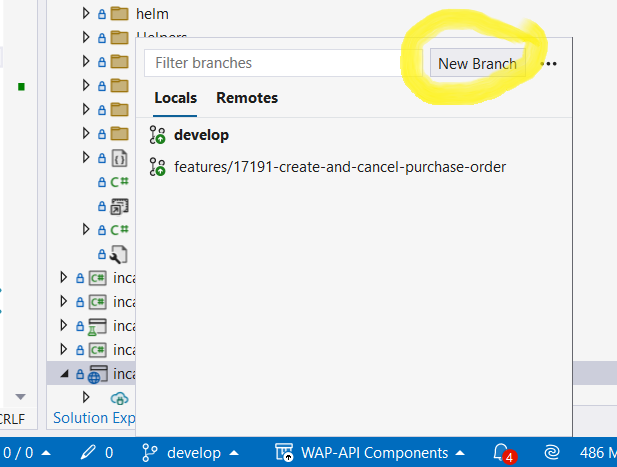 helm
Helpers
Filter branches
New Branch
...
Locals Remotes
develop
features/17191-create-and-cancel-purchase-order
C#
C#
C# inca
C# inca
inca
C# inca
inca
CRLF
Solution Exp
0 / 0
0
develop
WAP-API Components
4
486 M